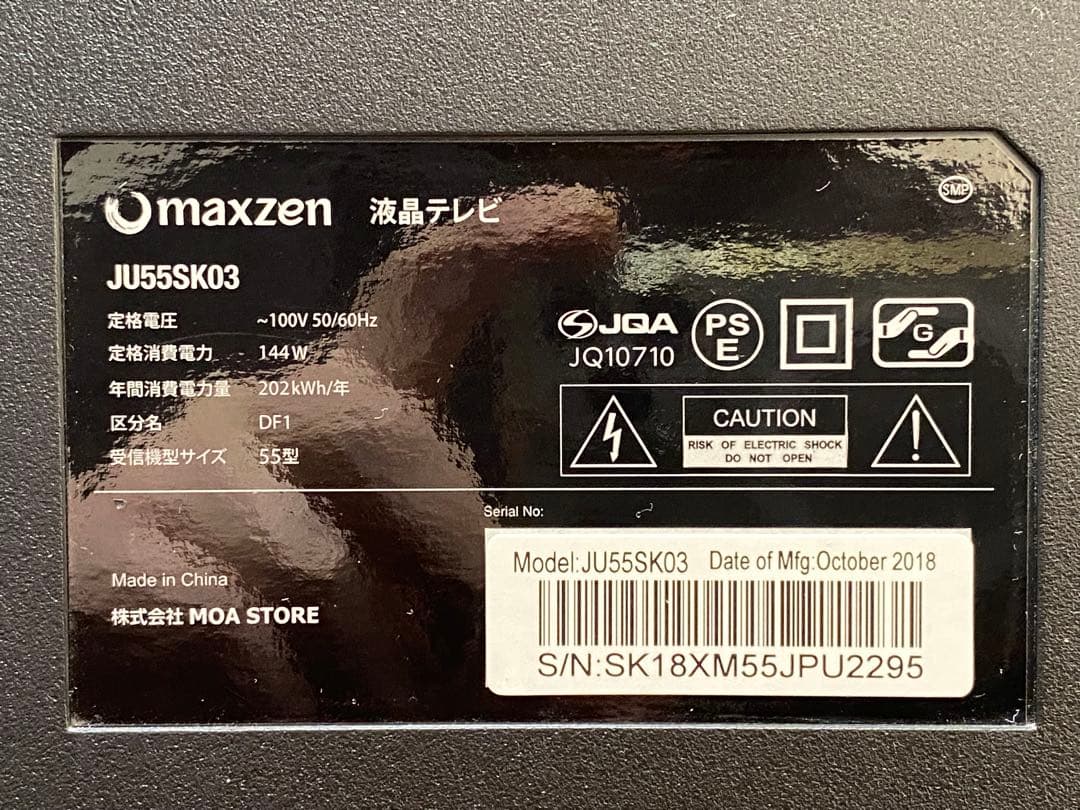 maxzen 液晶テレビ
SMP
JU55SK03
定格電圧 ~100V 50/60Hz
定格消費電力 144W
年間消費電力量 202kWh/年
区分名 DF1
受信機型サイズ 55型
JQA
JQ10710
PS
E
G
CAUTION
RISK OF ELECTRIC SHOCK
DO NOT OPEN
Serial No:
Model:JU55SK03 Date of Mfg:October 2018
S/N:SK18XM55JPU2295
Made in China
株式会社 MOA STORE